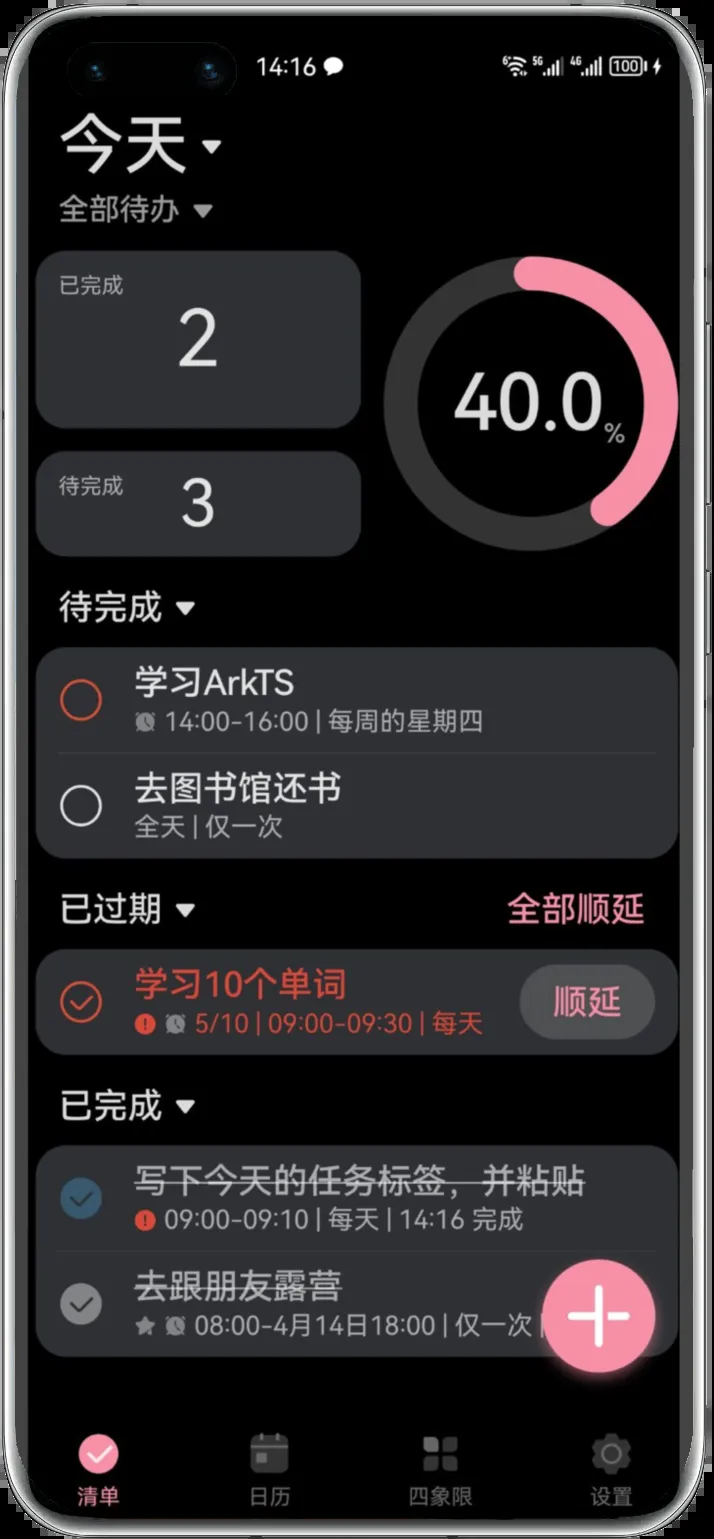 14:16
6 5G 4G 100
今天
全部待办
已完成
2
待完成
3
40.0%
待完成
学习ArkTS
14:00-16:00 | 每周的星期四
去图书馆还书
全天 | 仅一次
已过期
全部顺延
学习10个单词
5/10 | 09:00-09:30 | 每天
顺延
已完成
写下今天的任务标签，并粘贴
09:00-09:10 | 每天 | 14:16 完成
去跟朋友露营
08:00-4月14日18:00 | 仅一次 |
清单
日历
四象限
设置